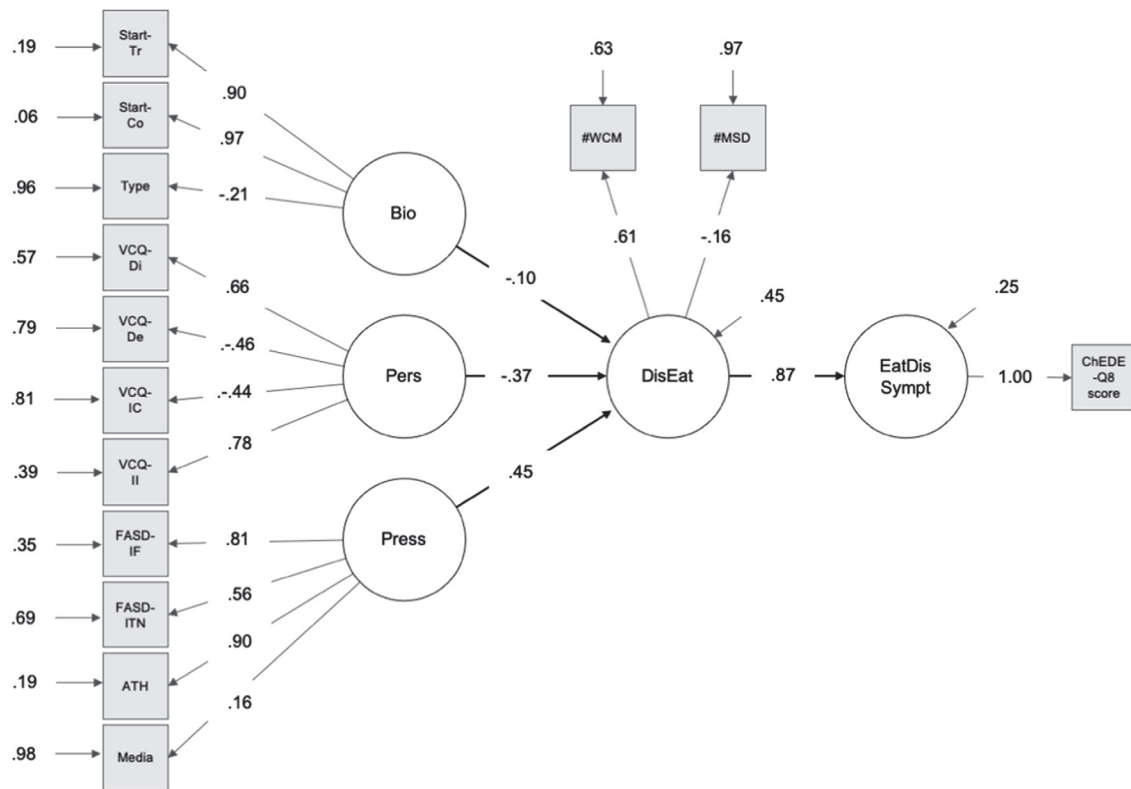 .19
Start-
Tr
.90
.06
Start-
Co
.97
.96
Type
-.21
.57
VCQ-
Di
.66
.79
VCQ-
De
.-.46
.81
VCQ-
IC
.-.44
.39
VCQ-
II
.78
.35
FASD-
IF
.81
.69
FASD-
ITN
.56
.19
ATH
.90
.98
Media
.16
Bio
Pers
Press
-.10
-.37
.45
.63
.97
#WCM
#MSD
.61
-.16
.45
DisEat
.87
.25
EatDis
Sympt
1.00
ChEDE
-Q8
score